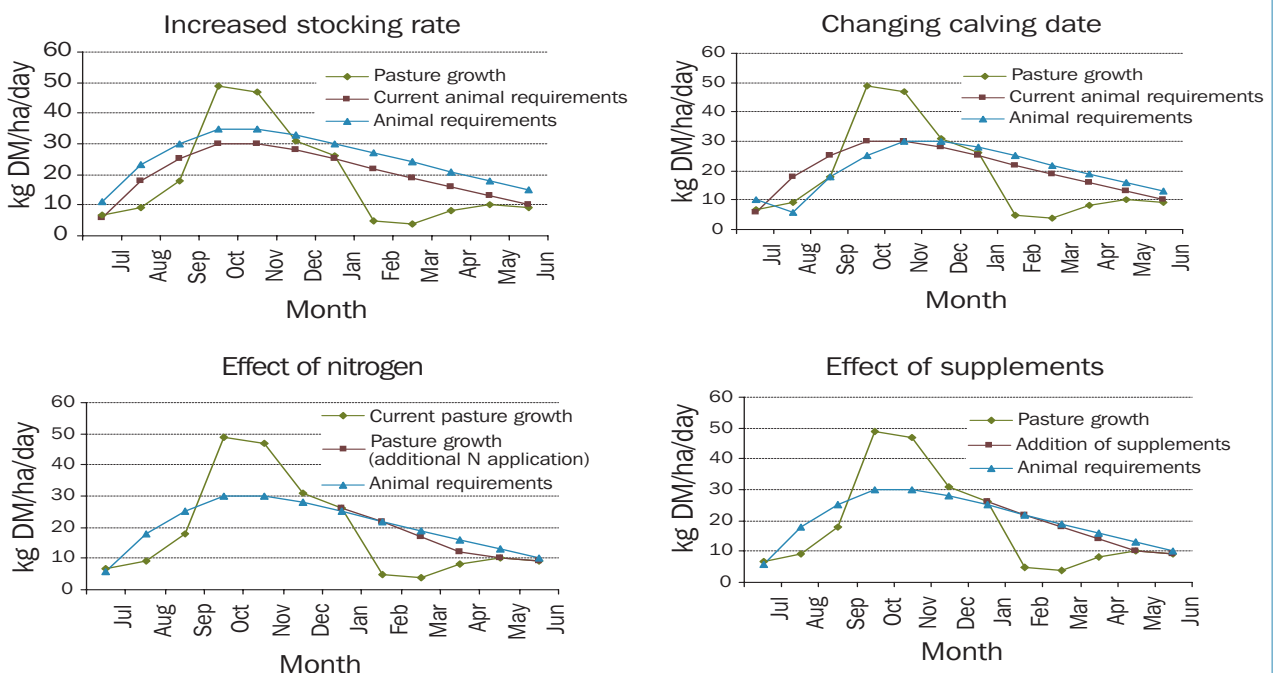 Increased stocking rate
60
50
40
30
20
10
0
kg DM/ha/day
Pasture growth
Current animal requirements
Animal requirements
Jul Aug Sep Oct Nov Dec Jan Feb Mar Apr May Jun
Month
Changing calving date
60
50
40
30
20
10
0
kg DM/ha/day
Pasture growth
Current animal requirements
Animal requirements
Jul Aug Sep Oct Nov Dec Jan Feb Mar Apr May Jun
Month
Effect of nitrogen
60
50
40
30
20
10
0
kg DM/ha/day
Current pasture growth
Pasture growth
(additional N application)
Animal requirements
Jul Aug Sep Oct Nov Dec Jan Feb Mar Apr May Jun
Month
Effect of supplements
60
50
40
30
20
10
0
kg DM/ha/day
Pasture growth
Addition of supplements
Animal requirements
Jul Aug Sep Oct Nov Dec Jan Feb Mar Apr May Jun
Month